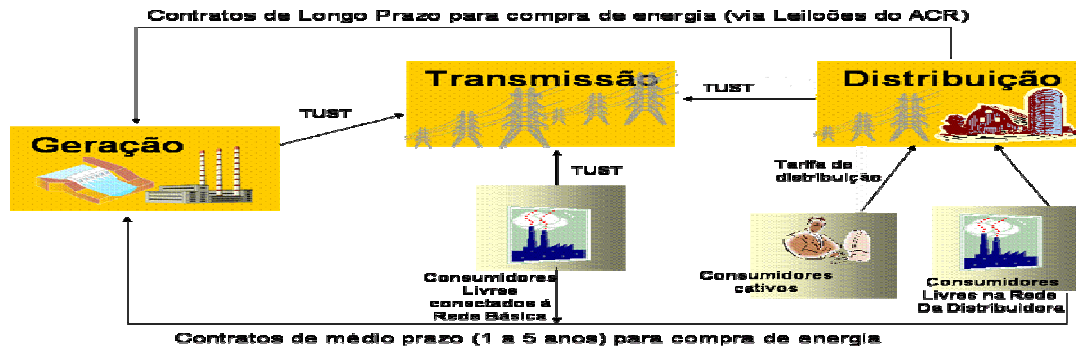 Contratos de Longo Prazo para compra de energia (via Leilões do ACR)
Transmissão
Distribuição
TUST
TUST
Geração
TUST
Tarifa de
distribuição
Consumidores
Livres
conectados á
Rede Básica
Consumidores
cativos
Consumidores
Livres na Rede
Da Distribuidora
Contratos de médio prazo (1 a 5 anos) para compra de energia